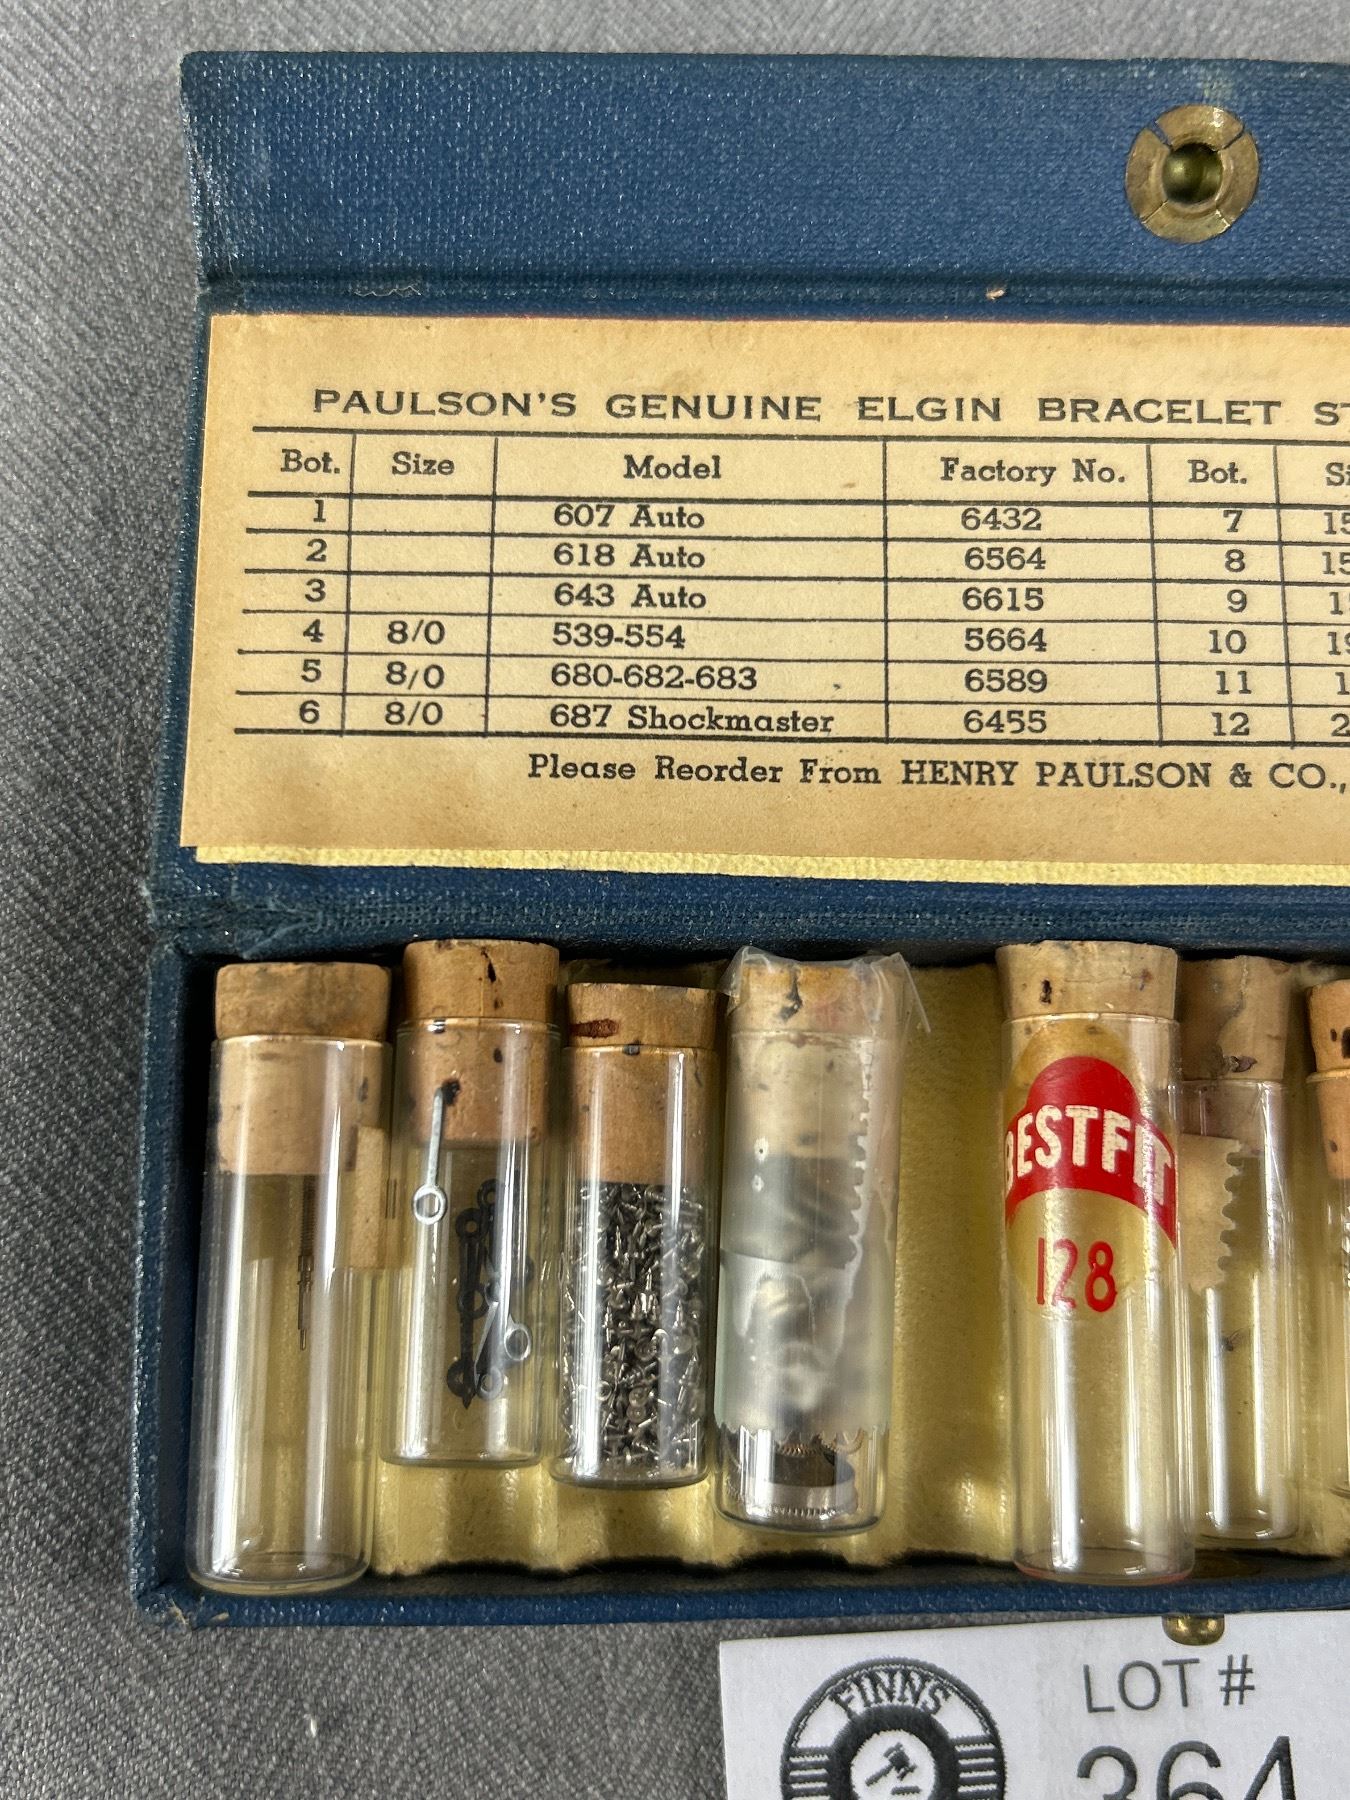 PAULSON'S GENUINE ELGIN BRACELET
Bot. Size Model Factory No. Bot.
1 607 Auto 6432 7
2 618 Auto 6564 8
3 643 Auto 6615 9
4 8/0 539-554 5664 10
5 8/0 680-682-683 6589 11
6 8/0 687 Shockmaster 6455 12
Please Reorder From HENRY PAULSON & CO.,
BESTFIT
128
FINNS
LOT #
364